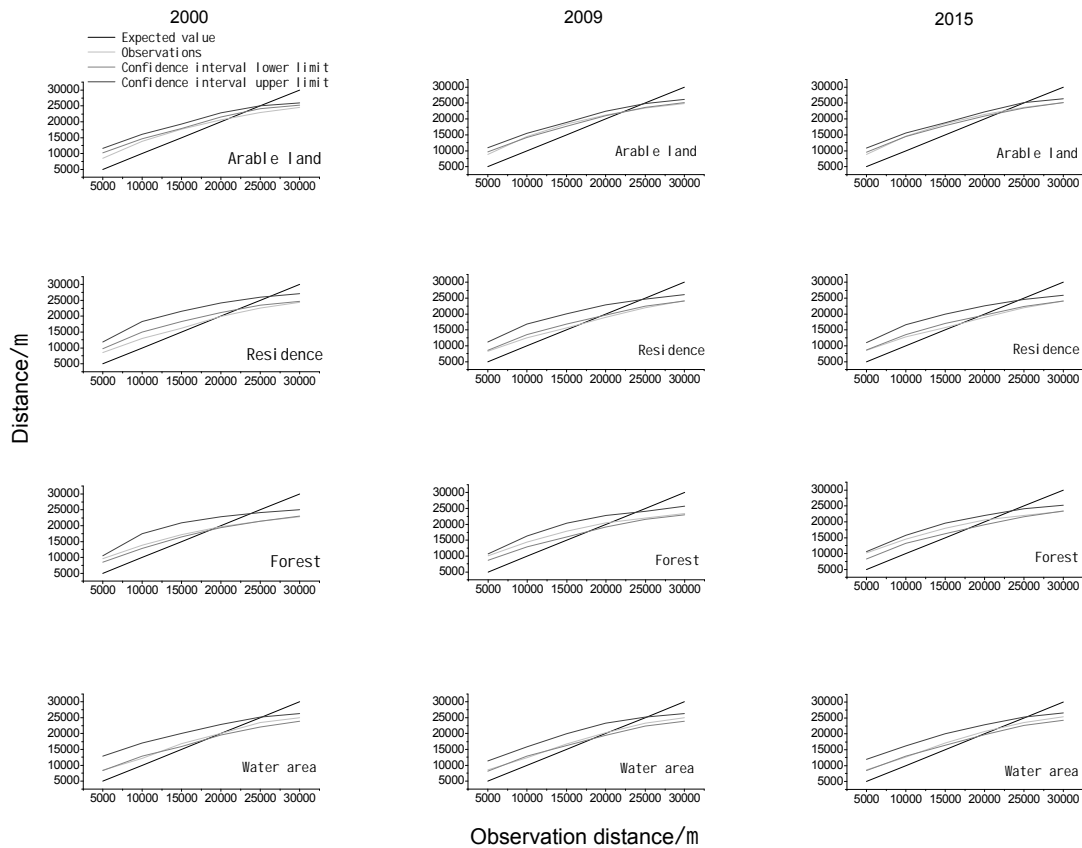 2000
2009
2015
Expected value
Observations
Confidence interval lower limit
Confidence interval upper limit
30000
25000
20000
15000
10000
5000
Arable land
5000 10000 15000 20000 25000 30000
30000
25000
20000
15000
10000
5000
Arable land
5000 10000 15000 20000 25000 30000
30000
25000
20000
15000
10000
5000
Arable land
5000 10000 15000 20000 25000 30000
Distance/m
30000
25000
20000
15000
10000
5000
Residence
5000 10000 15000 20000 25000 30000
30000
25000
20000
15000
10000
5000
Residence
5000 10000 15000 20000 25000 30000
30000
25000
20000
15000
10000
5000
Residence
5000 10000 15000 20000 25000 30000
30000
25000
20000
15000
10000
5000
Forest
5000 10000 15000 20000 25000 30000
30000
25000
20000
15000
10000
5000
Forest
5000 10000 15000 20000 25000 30000
30000
25000
20000
15000
10000
5000
Forest
5000 10000 15000 20000 25000 30000
30000
25000
20000
15000
10000
5000
Water area
5000 10000 15000 20000 25000 30000
30000
25000
20000
15000
10000
5000
Water area
5000 10000 15000 20000 25000 30000
30000
25000
20000
15000
10000
5000
Water area
5000 10000 15000 20000 25000 30000
Observation distance/m